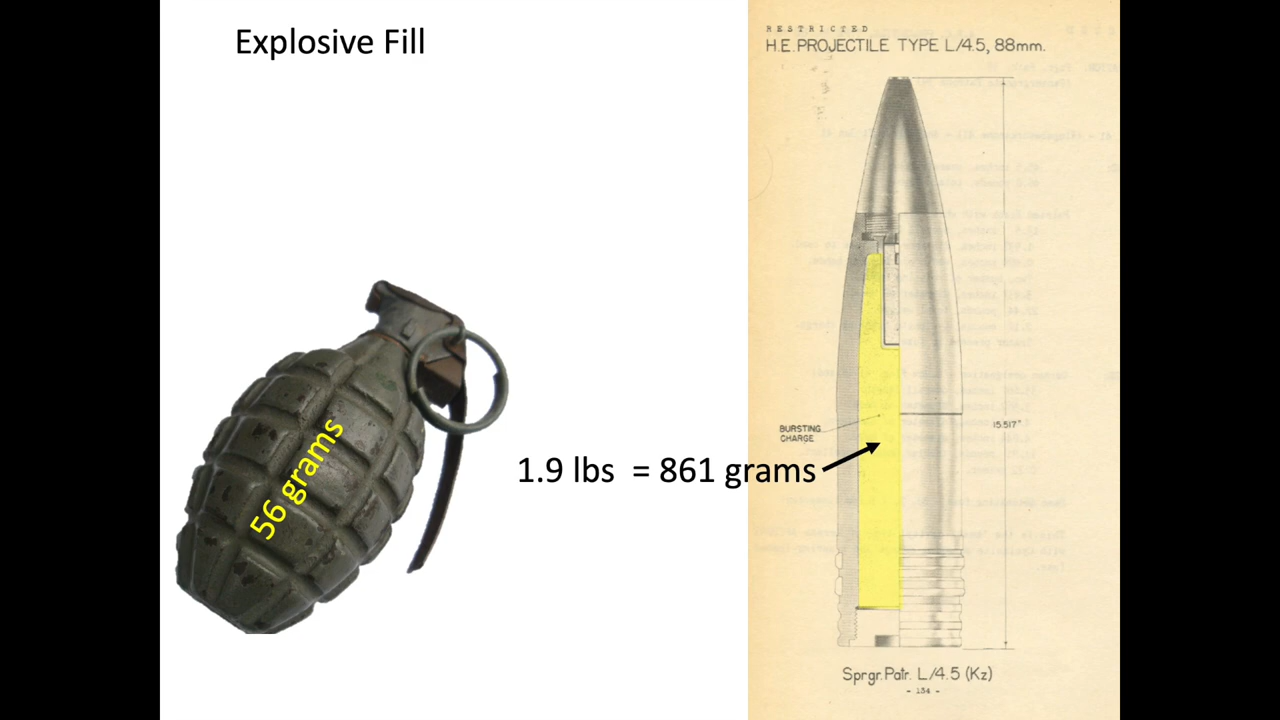 Explosive Fill
56 grams
1.9 lbs = 861 grams
RESTRICTED
H.E. PROJECTILE TYPE L/4.5, 88mm.
BURSTING
CHARGE
15.517"
Sprgr. Patr. L/4.5 (Kz)
- 134 -